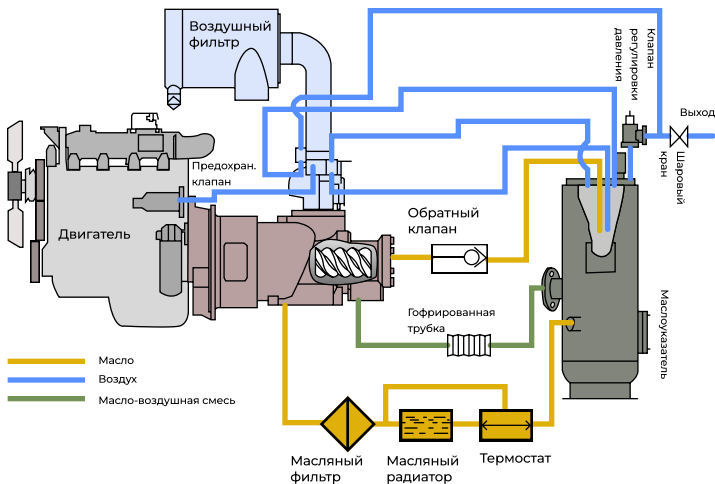 Воздушный
фильтр
Клапан
регулировки
давления
Выход
Шаровый
кран
Предохран.
клапан
Двигатель
Обратный
клапан
Гофрированная
трубка
Маслоуказатель
Масло
Воздух
Масло-воздушная смесь
Масляный
фильтр
Масляный
радиатор
Термостат